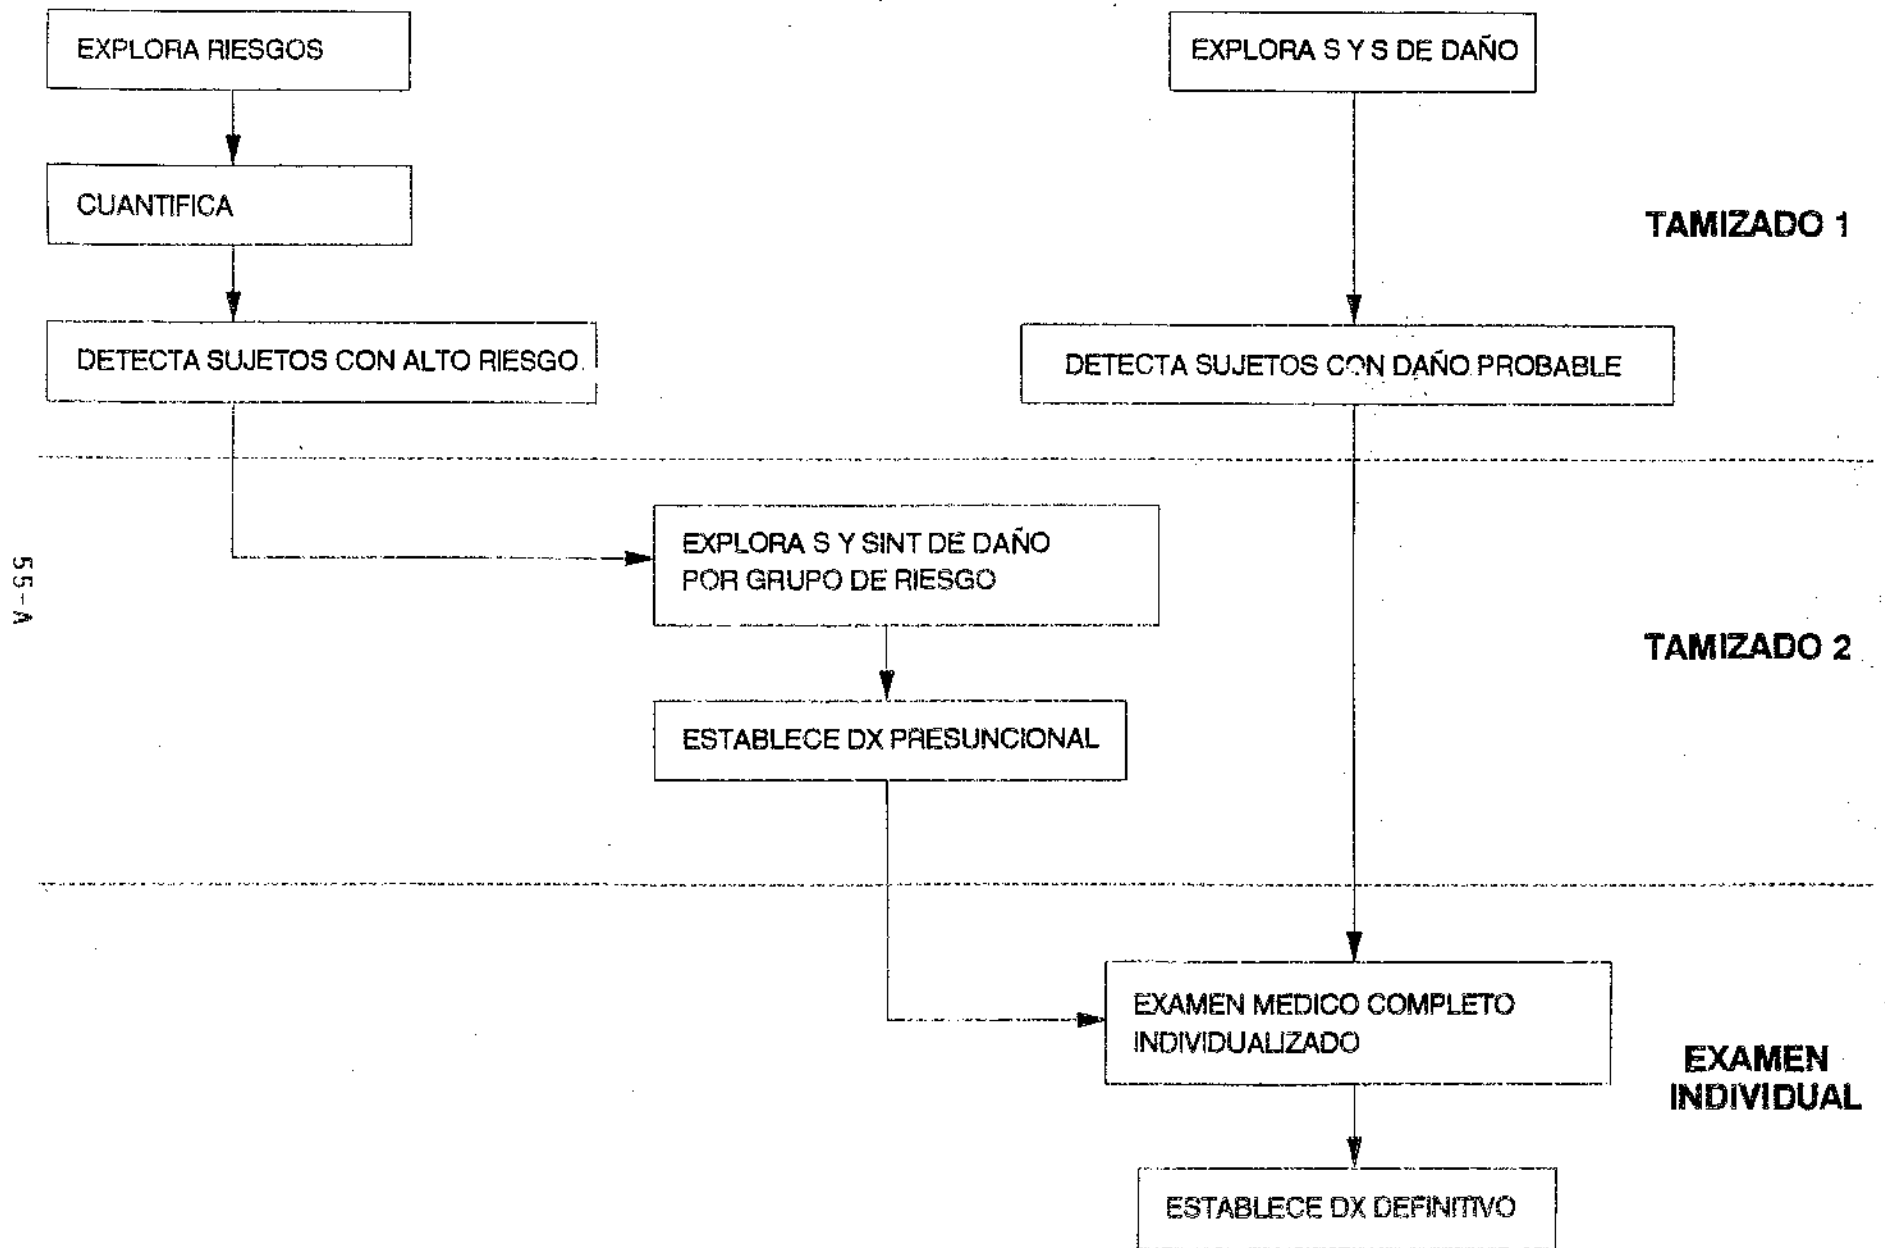 EXPLORA RIESGOS
EXPLORA S Y S DE DAÑO
CUANTIFICA
TAMIZADO 1
DETECTA SUJETOS CON ALTO RIESGO
DETECTA SUJETOS CON DAÑO PROBABLE
EXPLORA S Y SINT DE DAÑO
POR GRUPO DE RIESGO
55-A
TAMIZADO 2
ESTABLECE DX PRESUNCIONAL
EXAMEN MEDICO COMPLETO
INDIVIDUALIZADO
EXAMEN
INDIVIDUAL
ESTABLECE DX DEFINITIVO